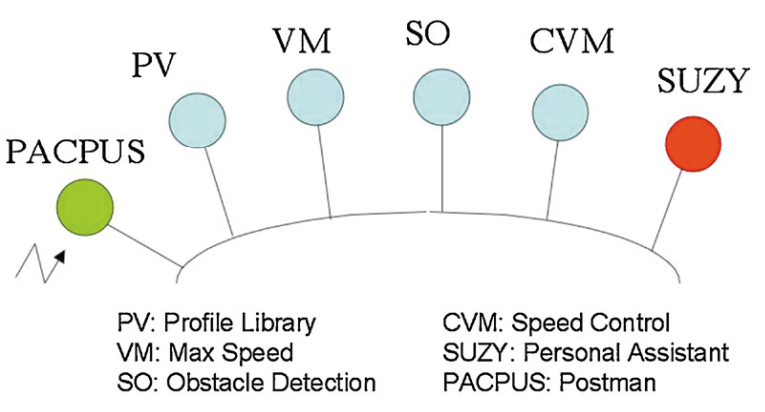 PACPUS
PV
VM
SO
CVM
SUZY
PV: Profile Library
VM: Max Speed
SO: Obstacle Detection
CVM: Speed Control
SUZY: Personal Assistant
PACPUS: Postman